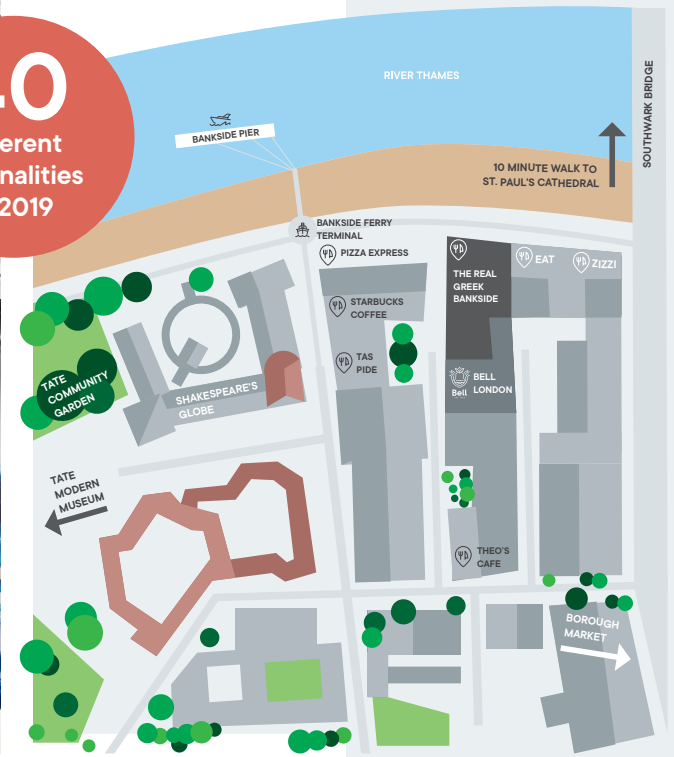 RIVER THAMES
SOUTHWARK BRIDGE
BANKSIDE PIER
10 MINUTE WALK TO
ST. PAUL'S CATHEDRAL
0
erent
nalities
2019
BANKSIDE FERRY
TERMINAL
PIZZA EXPRESS
THE REAL
GREEK
BANKSIDE
EAT
ZIZZI
STARBUCKS
COFFEE
TAS
PIDE
BELL
LONDON
Bell
TATE
COMMUNITY
GARDEN
SHAKESPEARE'S
GLOBE
TATE
MODERN
MUSEUM
THEO'S
CAFE
BOROUGH
MARKET